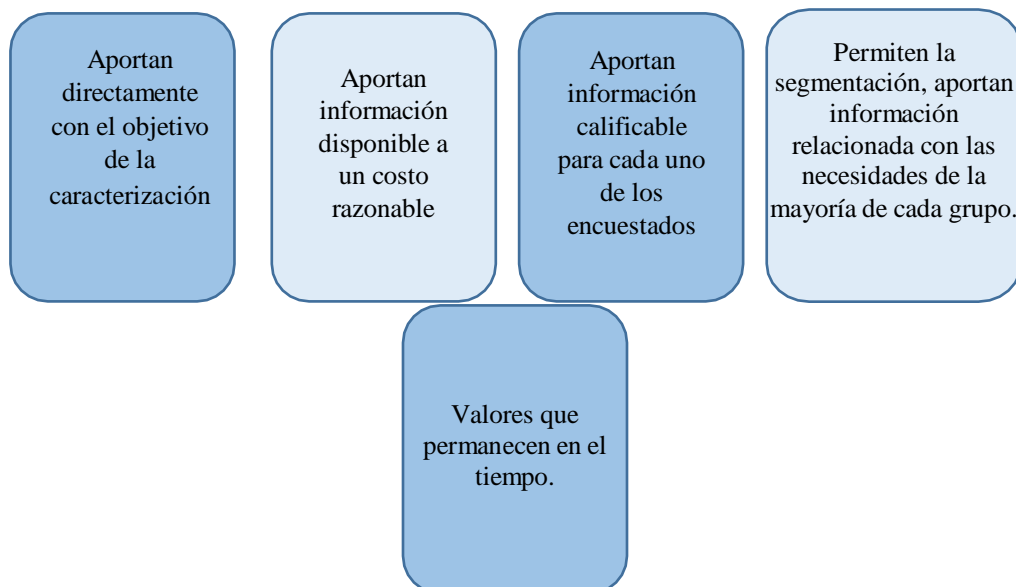 Aportan
directamente
con el objetivo
de la
caracterización
Aportan
información
disponible a
un costo
razonable
Aportan
información
calificable
para cada uno
de los
encuestados
Permiten la
segmentación, aportan
información
relacionada con las
necesidades de la
mayoría de cada grupo.
Valores que
permanecen en el
tiempo.